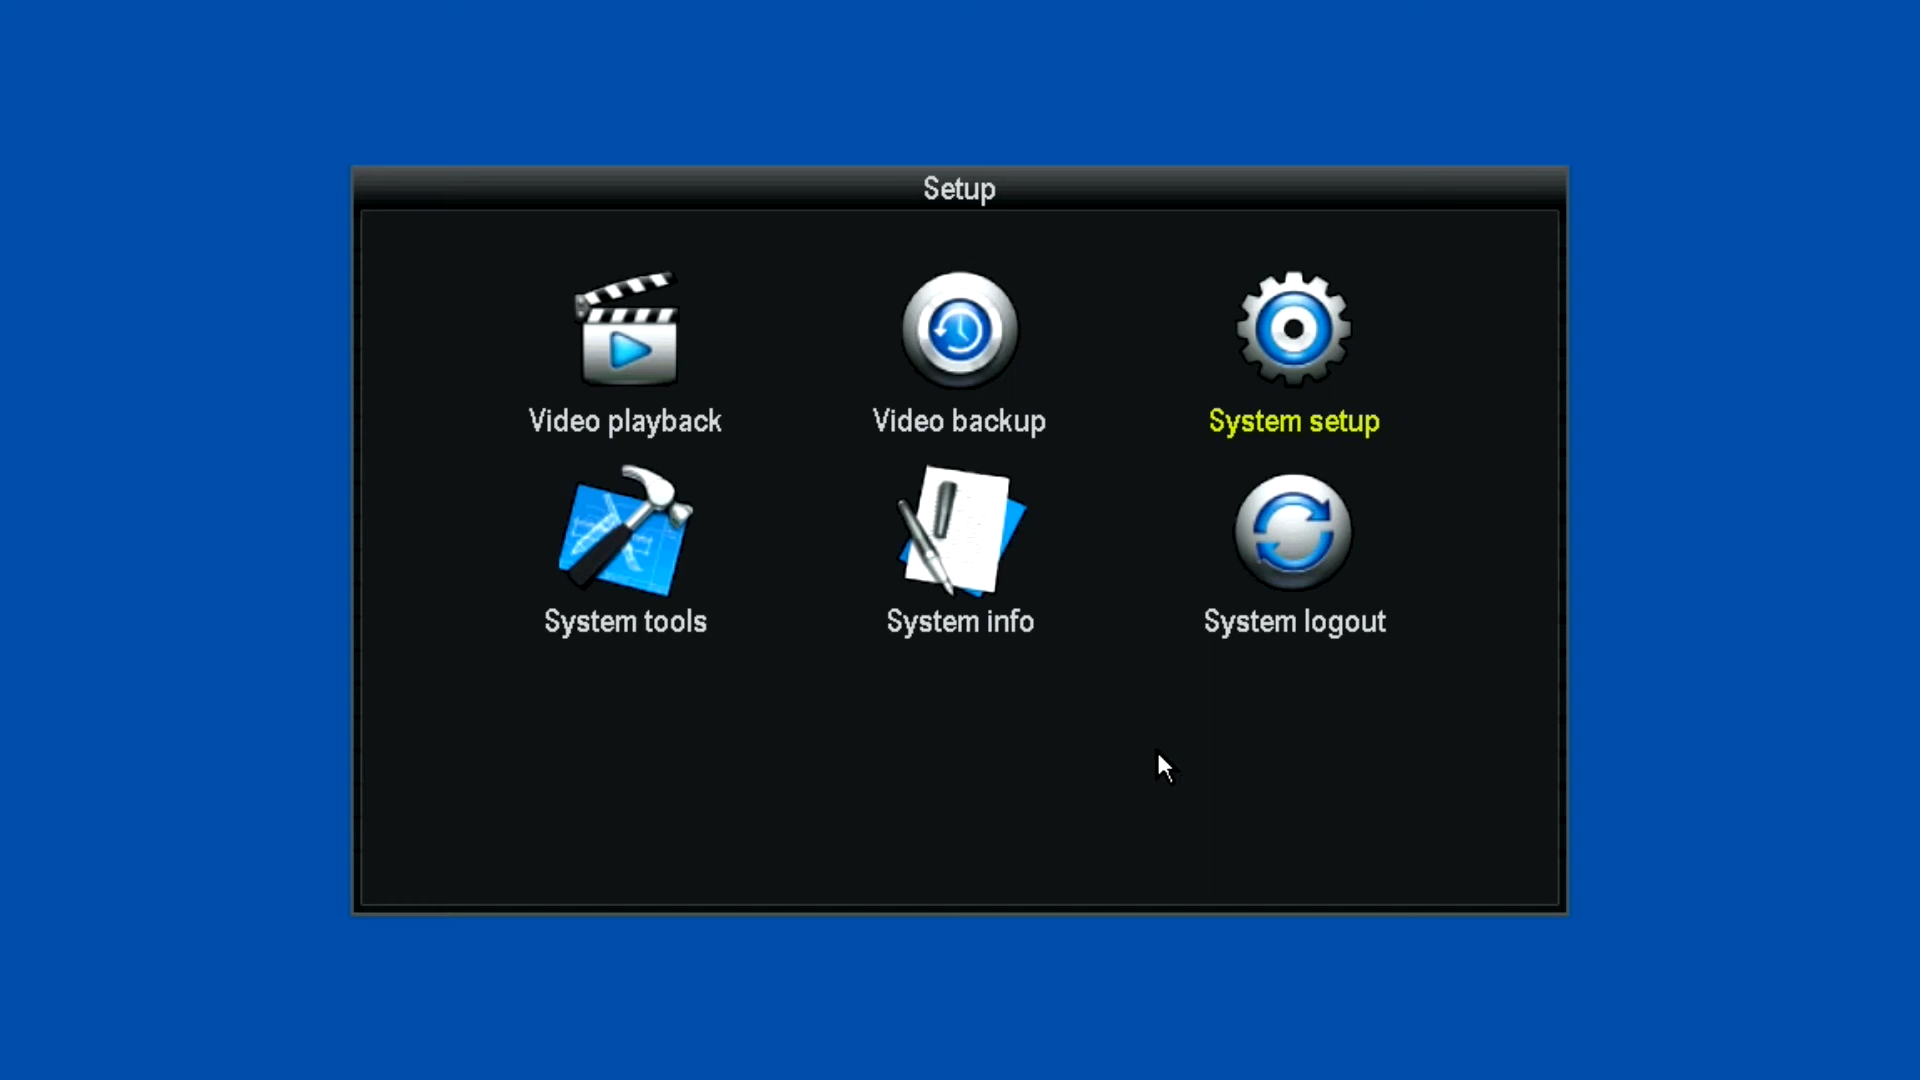 Setup
Video playback
Video backup
System setup
System tools
System info
System logout